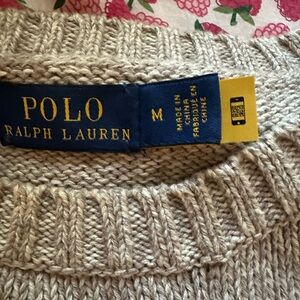 POLO
RALPH LAUREN
M
MADE IN
CHINA
FABRIQUÉ EN
CHINE